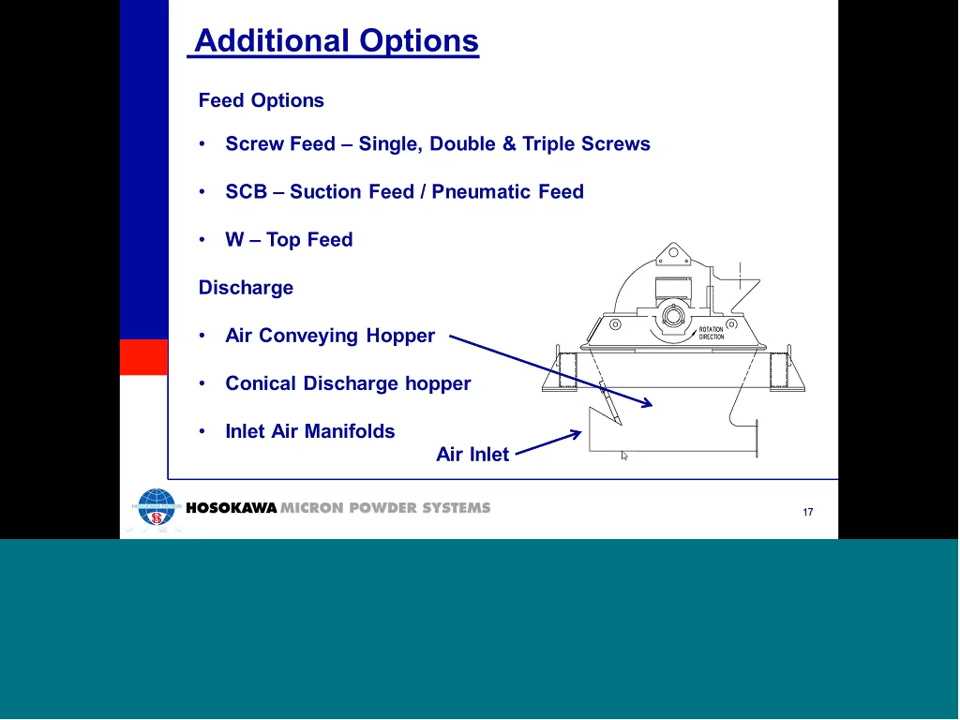 Additional Options
Feed Options
• Screw Feed – Single, Double & Triple Screws
• SCB – Suction Feed / Pneumatic Feed
• W – Top Feed
Discharge
• Air Conveying Hopper
• Conical Discharge hopper
• Inlet Air Manifolds
Air Inlet
ROTATION
DIRECTION
HOSOKAWA MICRON POWDER SYSTEMS
17